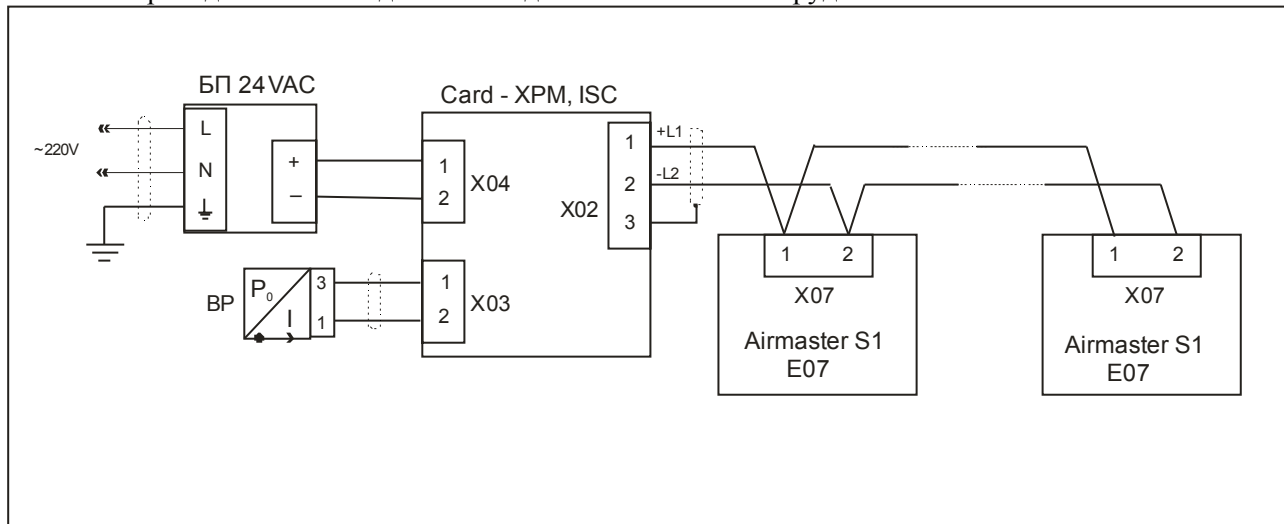 БП 24VAC
L
~220V
N
+
–
Card - XPM, ISC
1
2
X04
1
2
3
X02
+L1
-L2
BP
P0
I
3
1
1
2
X03
1 2
X07
Airmaster S1
E07
1 2
X07
Airmaster S1
E07